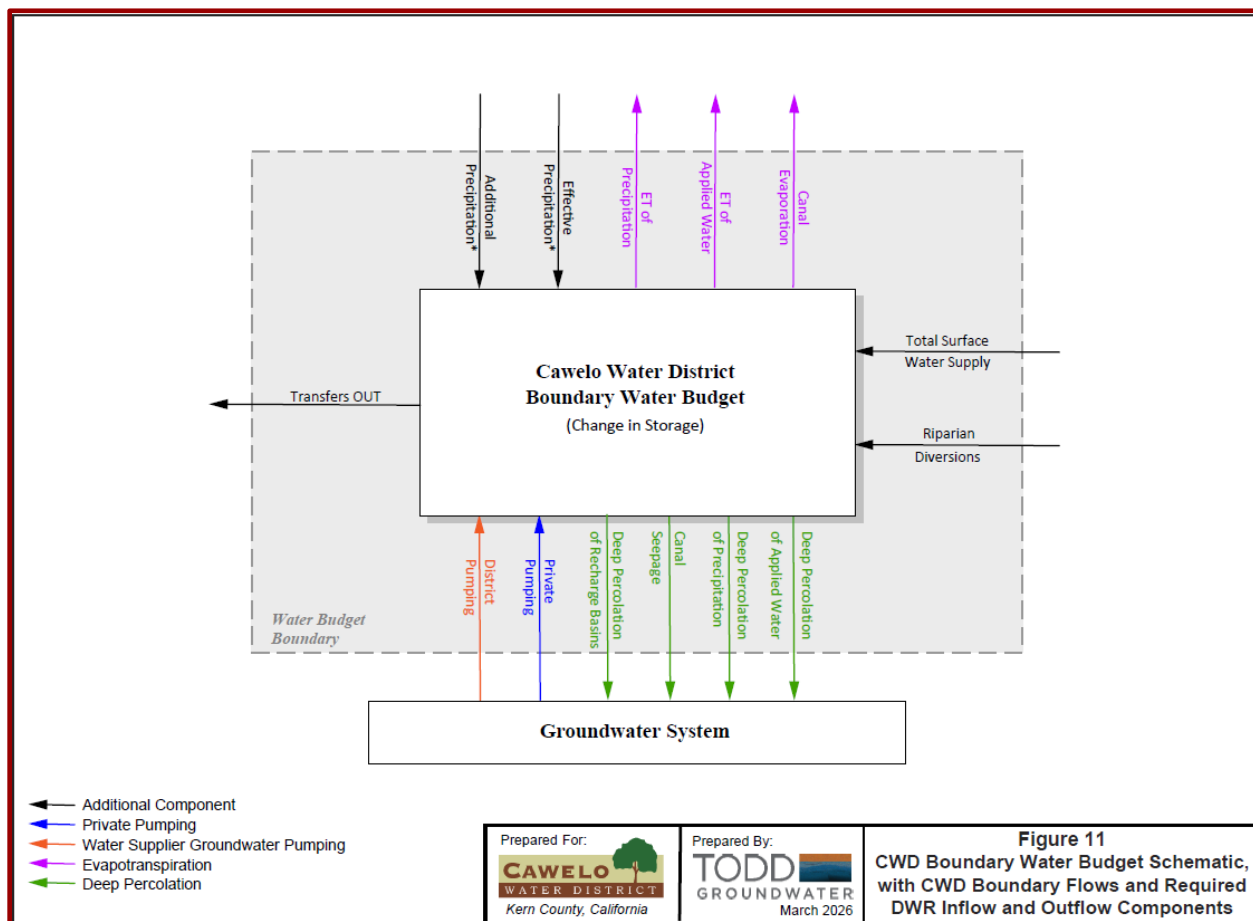 Additional
Precipitation*
Effective
Precipitation*
ET of
Precipitation
ET of
Applied Water
Canal
Evaporation
Cawelo Water District
Boundary Water Budget
(Change in Storage)
Total Surface
Water Supply
Transfers OUT
Riparian
Diversions
District
Pumping
Private
Pumping
Deep Percolation
of Recharge Basins
Canal
Seepage
Deep Percolation
of Precipitation
Deep Percolation
of Applied Water
Water Budget
Boundary
Groundwater System
Additional Component
Private Pumping
Water Supplier Groundwater Pumping
Evapotranspiration
Deep Percolation
Prepared For:
CAWELO
WATER DISTRICT
Kern County, California
Prepared By:
TODD
GROUNDWATER
March 2026
Figure 11
CWD Boundary Water Budget Schematic,
with CWD Boundary Flows and Required
DWR Inflow and Outflow Components